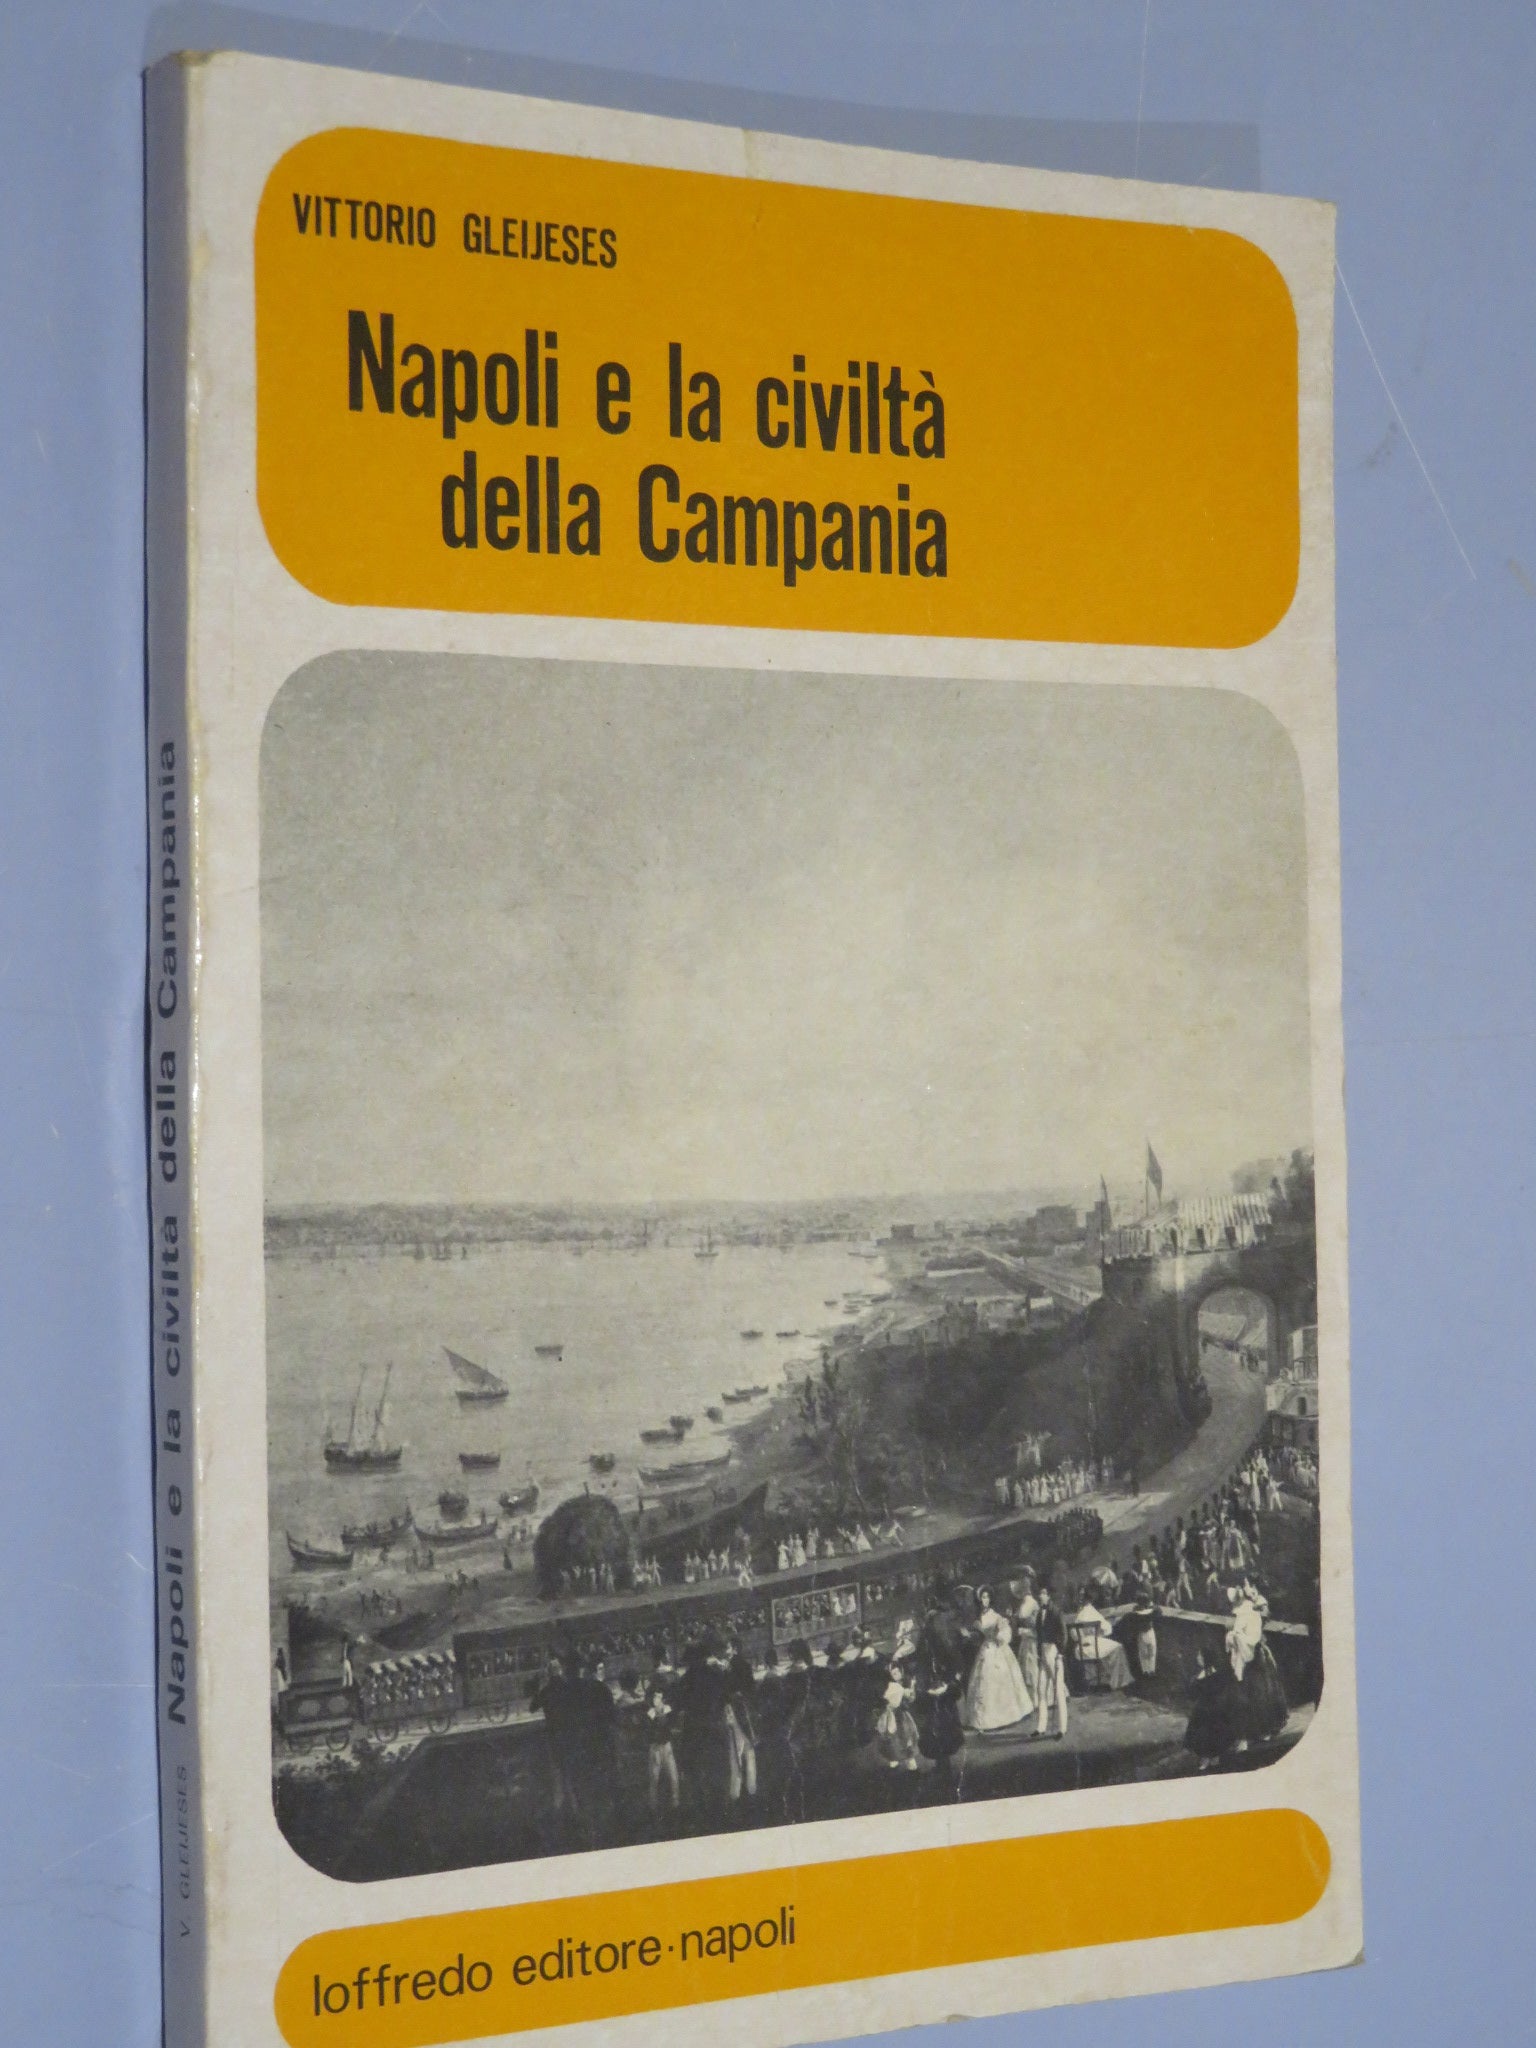 VITTORIO GLEIJESES
Napoli e la civiltà
della Campania
loffredo editore·napoli
V. GLEIJESES Napoli e la civiltà della Campania